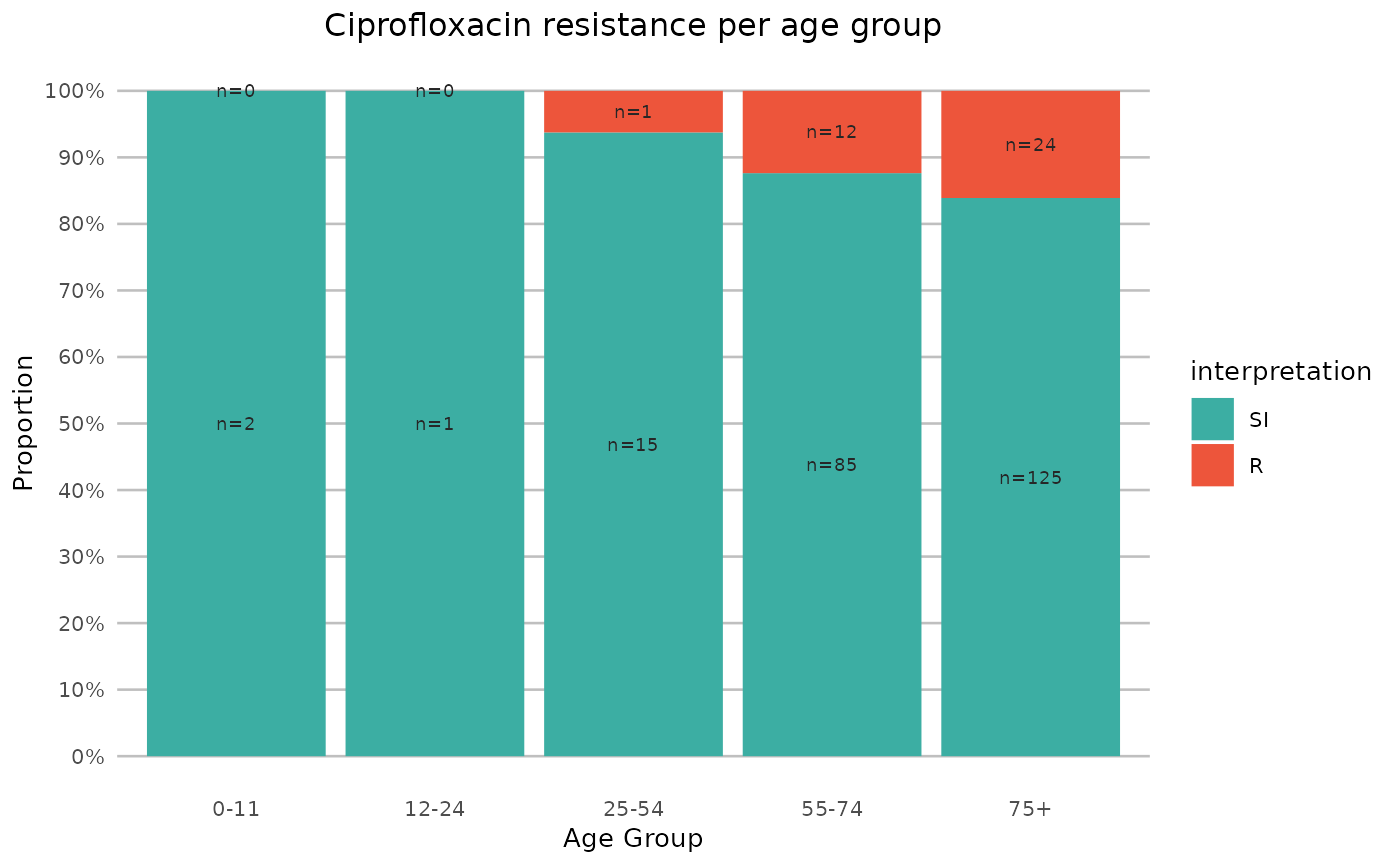 Ciprofloxacin resistance per age group
100%
90%
80%
70%
60%
50%
40%
30%
20%
10%
0%
Proportion
n=0
n=0
n=1
n=12
n=24
n=2
n=1
n=15
n=85
n=125
0-11
12-24
25-54
55-74
75+
Age Group
interpretation
SI
R